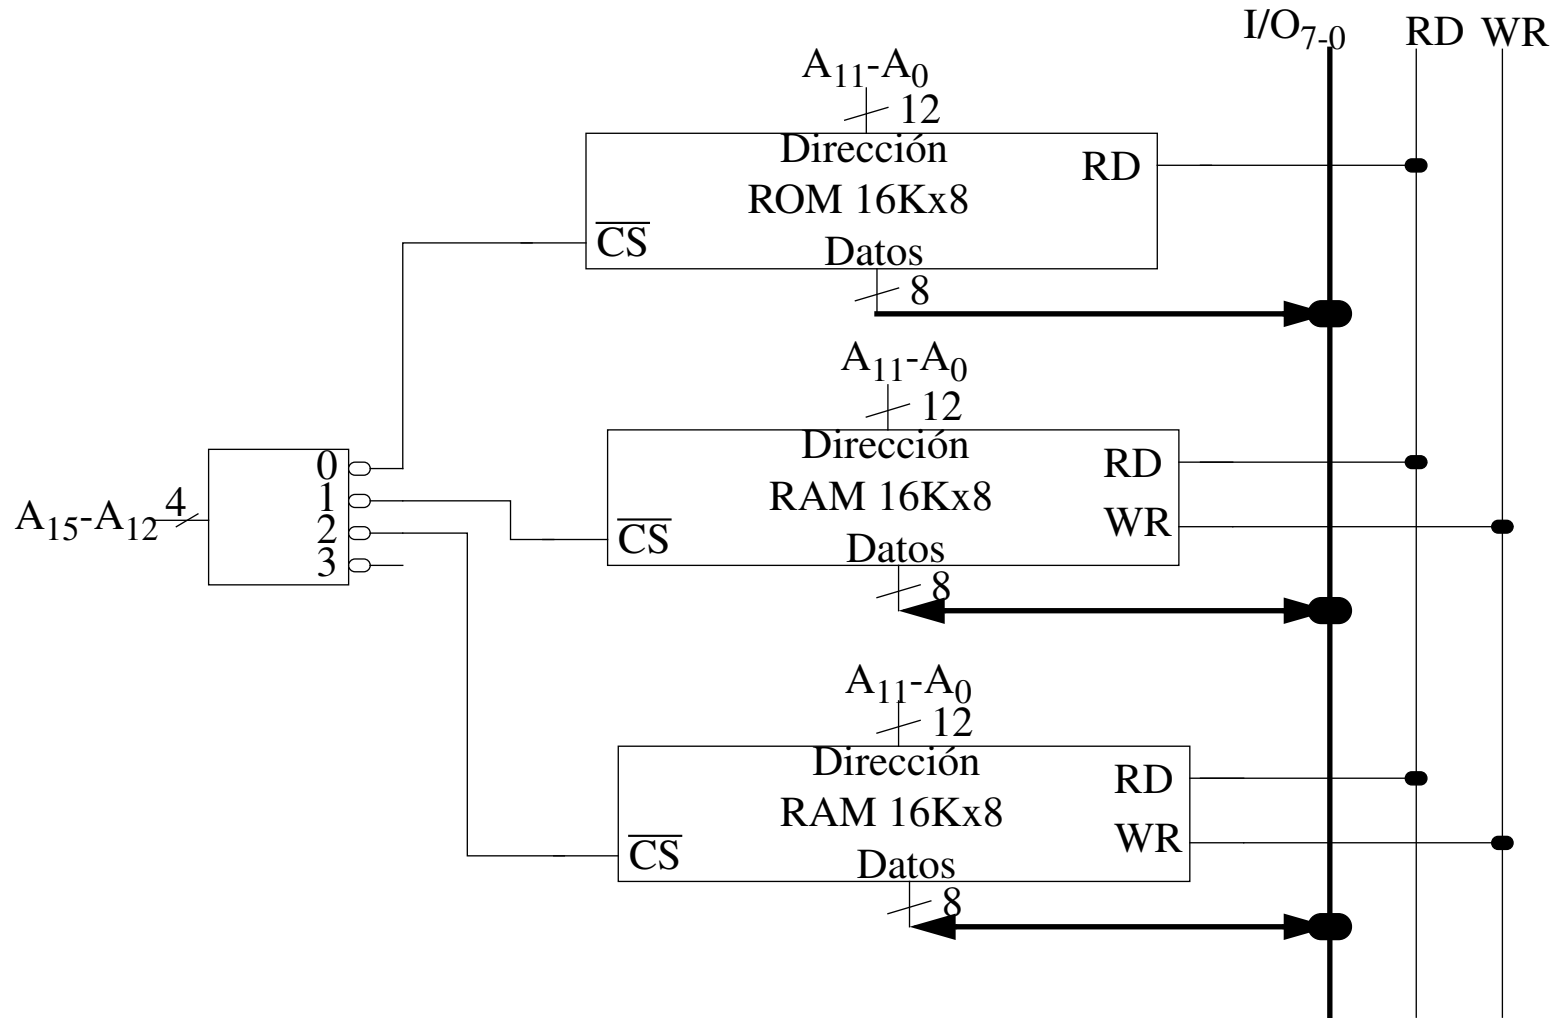 I/O7-0 RD WR
A11-A0
12
Dirección
RD
ROM 16Kx8
CS
Datos
8
A11-A0
12
Dirección
RD
RAM 16Kx8
WR
CS
Datos
8
A15-A12
4
0
1
2
3
A11-A0
12
Dirección
RD
RAM 16Kx8
WR
CS
Datos
8